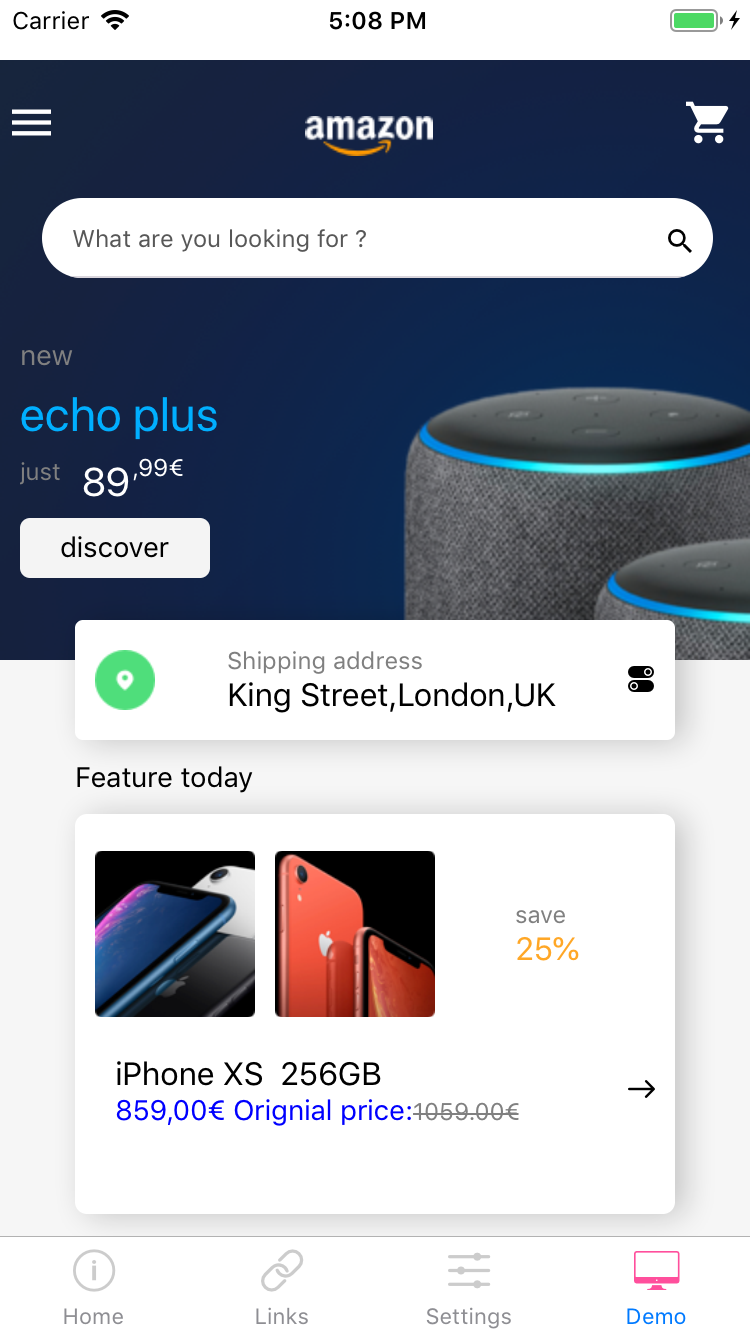 Carrier 5:08 PM
amazon
What are you looking for ?
new
echo plus
just 89,99€
discover
Shipping address
King Street,London,UK
Feature today
save
25%
iPhone XS 256GB
859,00€ Orignial price:1059.00€
Home Links Settings Demo